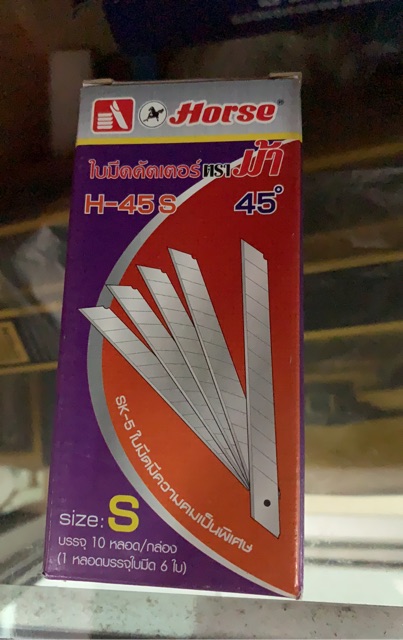 Horse®
ใบมีดคัตเตอร์ ตรา ม้า
H-45 S 45°
SK-5 ใบมีดมีความคมเป็นพิเศษ
size: S
บรรจุ 10 หลอด/กล่อง
(1 หลอดบรรจุใบมีด 6 ใบ)